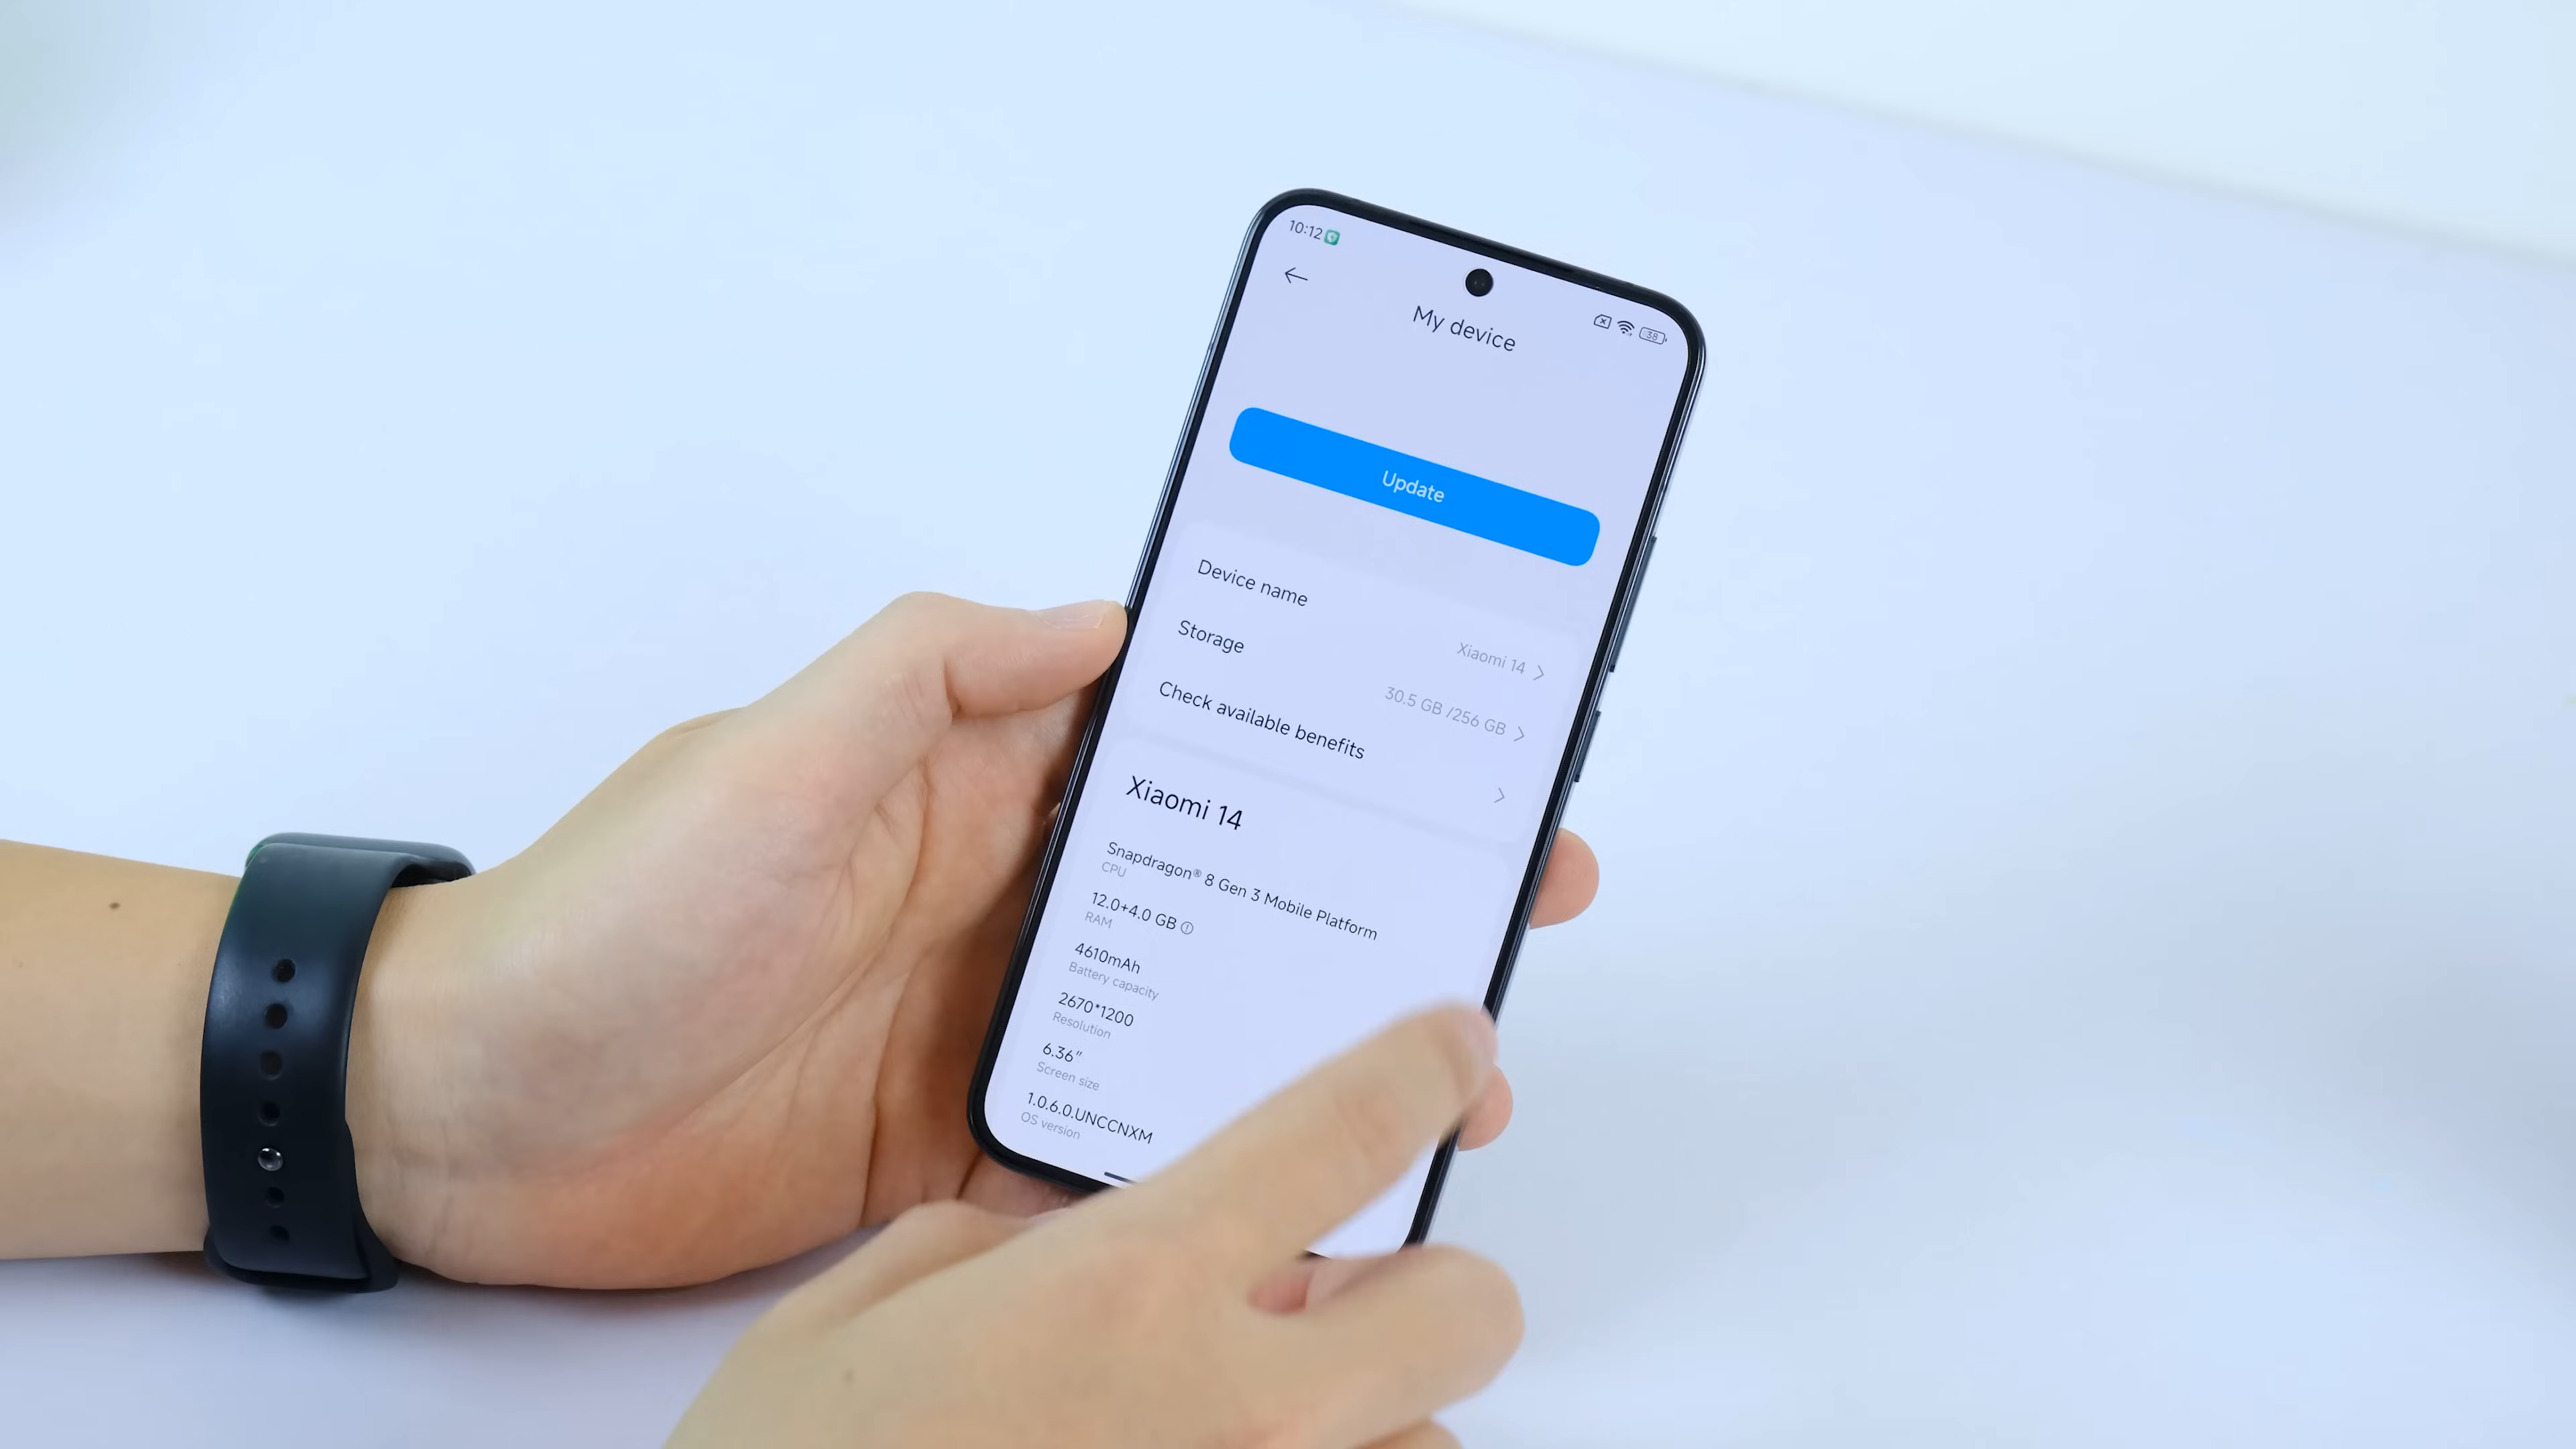 10:12
38
My device
Update
Device name
Xiaomi 14
Storage
30.5 GB /256 GB
Check available benefits
Xiaomi 14
Snapdragon® 8 Gen 3 Mobile Platform
CPU
12.0+4.0 GB
RAM
4610mAh
Battery capacity
2670*1200
Resolution
6.36"
Screen size
1.0.6.0.UNCCNXM
OS version